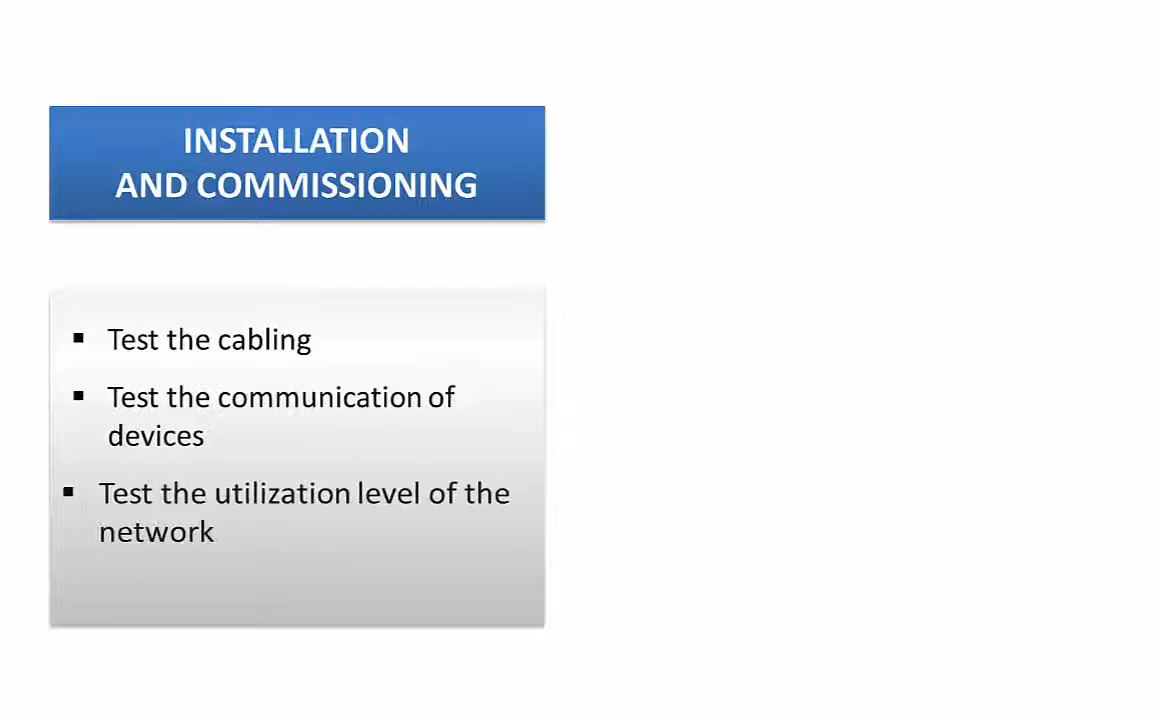 INSTALLATION
AND COMMISSIONING
▪ Test the cabling
▪ Test the communication of
devices
▪ Test the utilization level of the
network